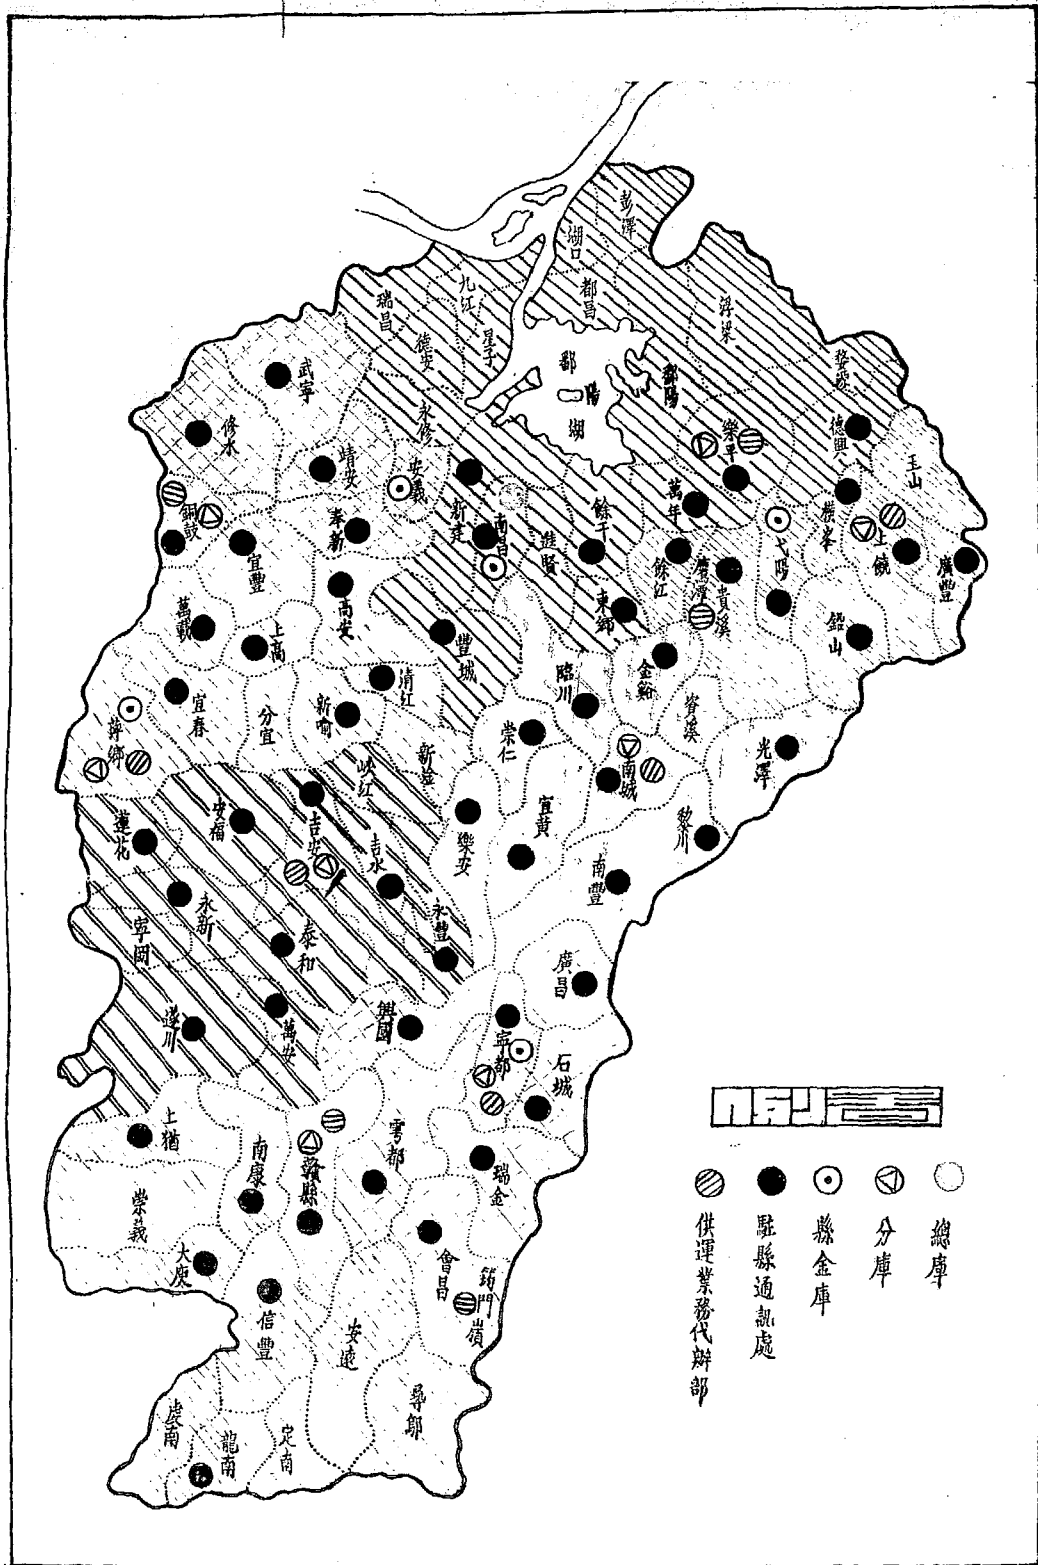 彭澤
湖口
都昌
九江
星子
瑞昌
德安
浮梁
婺源
武寧
修水
永修
鄱陽湖
鄱陽
樂平
德興
玉山
靖安
安義
新建
南昌
進賢
餘干
萬年
橫峯
上饒
廣豐
銅鼓
奉新
宜豐
高安
餘江
鷹潭
貴溪
弋陽
鉛山
東鄉
萬載
上高
豐城
清江
臨川
金谿
資溪
光澤
宜春
分宜
新喻
萍鄉
崇仁
南城
新淦
峽江
蓮花
安福
吉安
吉水
樂安
宜黃
黎川
南豐
永新
永豐
寧岡
泰和
廣昌
遂川
萬安
興國
寧都
石城
上猶
南康
贛縣
雩都
瑞金
崇義
大庾
信豐
會昌
筠門嶺
安遠
尋鄔
虔南
龍南
定南
總庫
分庫
縣金庫
駐縣通訊處
供運業務代辦部